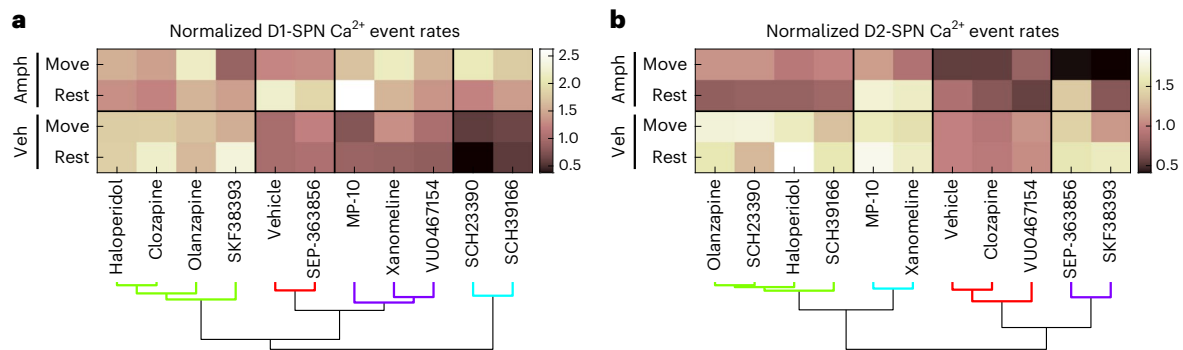 a
Normalized D1-SPN Ca2+ event rates
Amph
Move
Rest
Veh
Move
Rest
2.5
2.0
1.5
1.0
0.5
Haloperidol
Clozapine
Olanzapine
SKF38393
Vehicle
SEP-363856
MP-10
Xanomeline
VU0467154
SCH23390
SCH39166
b
Normalized D2-SPN Ca2+ event rates
Amph
Move
Rest
Veh
Move
Rest
1.5
1.0
0.5
Olanzapine
SCH23390
Haloperidol
SCH39166
MP-10
Xanomeline
Vehicle
Clozapine
VU0467154
SEP-363856
SKF38393